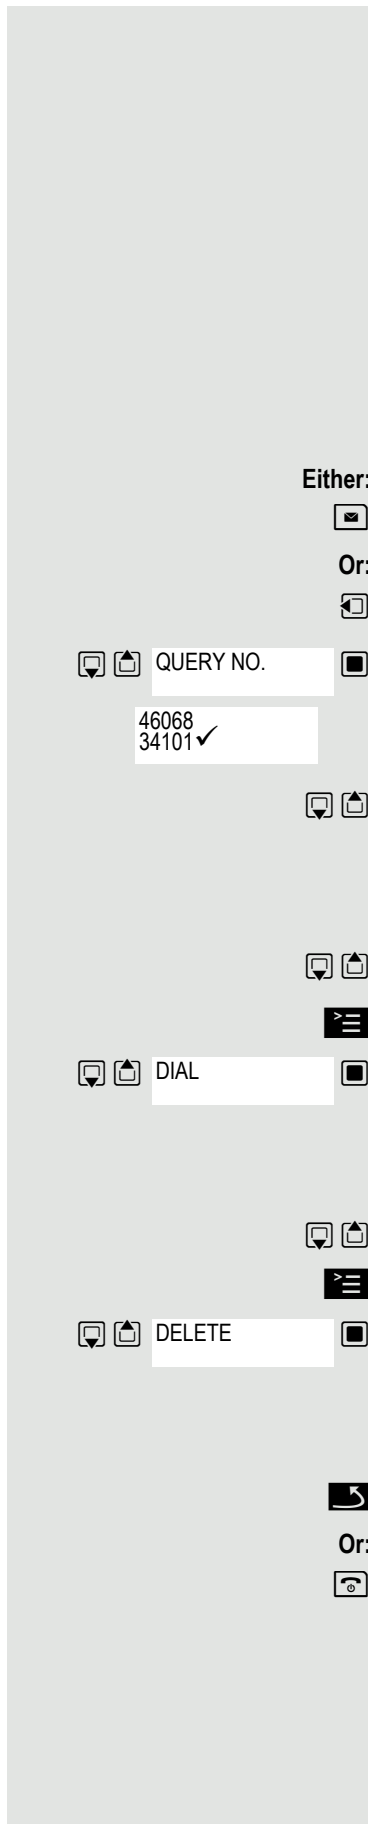 Either:
Or:
QUERY NO.
46068
34101✓
DIAL
DELETE
Or: